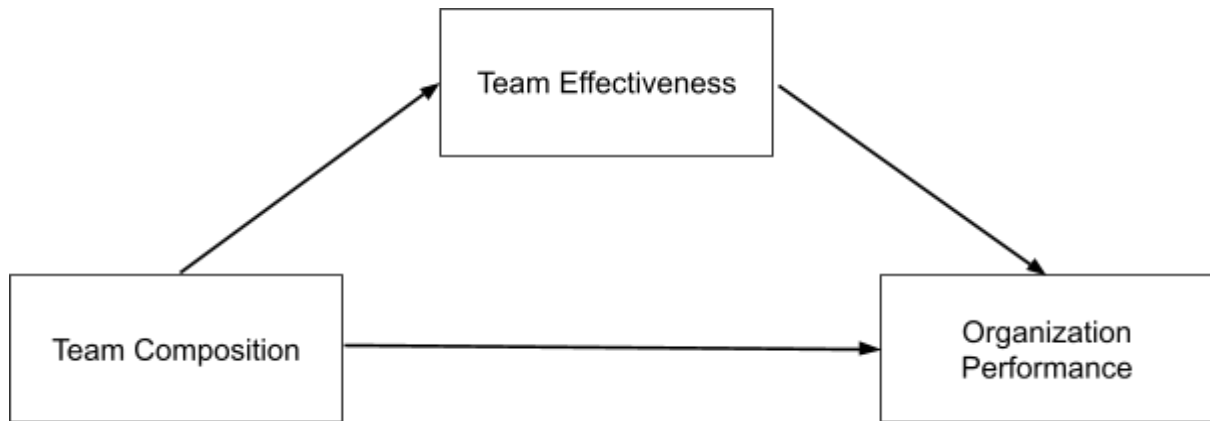 Team Effectiveness
Team Composition
Organization
Performance